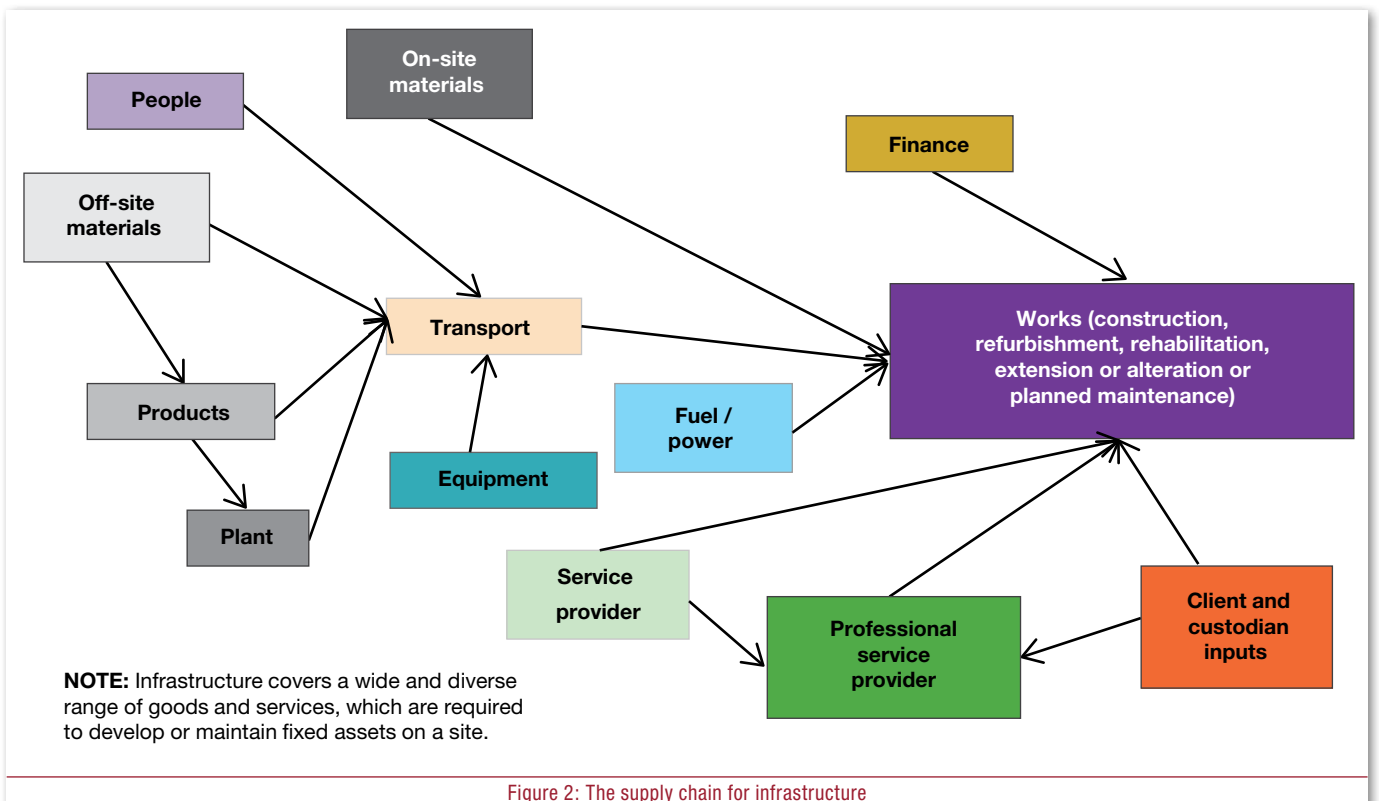 On-site
materials
People
Finance
Off-site
materials
Transport
Works (construction,
refurbishment, rehabilitation,
extension or alteration or
planned maintenance)
Products
Fuel /
power
Equipment
Plant
Service
provider
Professional
service
provider
Client and
custodian
inputs
NOTE: Infrastructure covers a wide and diverse
range of goods and services, which are required
to develop or maintain fixed assets on a site.
Figure 2: The supply chain for infrastructure